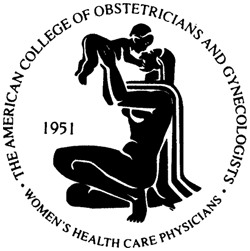 · THE AMERICAN COLLEGE OF OBSTETRICIANS AND GYNECOLOGISTS ·
1951
WOMEN'S HEALTH CARE PHYSICIANS